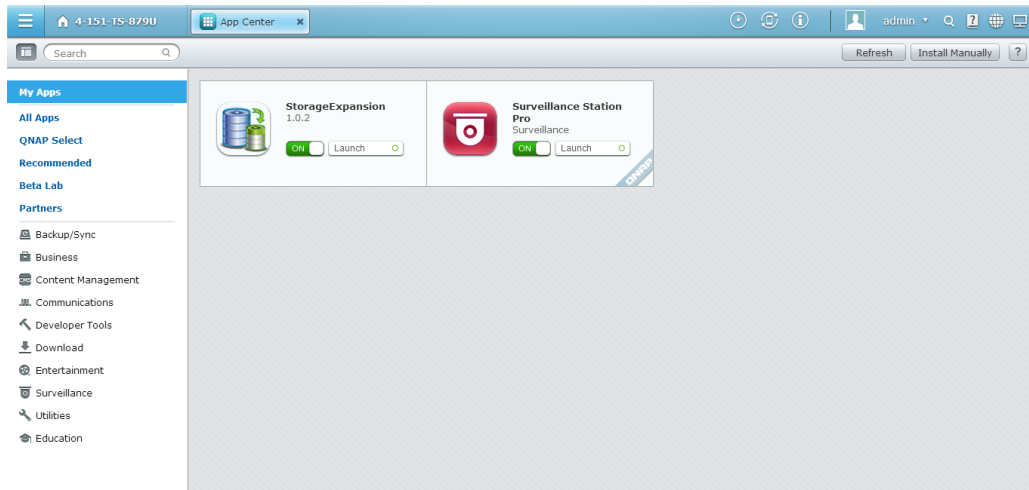 4-151-TS-879U
App Center
admin
Search
Refresh
Install Manually
?
My Apps
All Apps
QNAP Select
Recommended
Beta Lab
Partners
Backup/Sync
Business
Content Management
Communications
Developer Tools
Download
Entertainment
Surveillance
Utilities
Education
StorageExpansion
1.0.2
ON
Launch
Surveillance Station
Pro
Surveillance
ON
Launch
QNAP